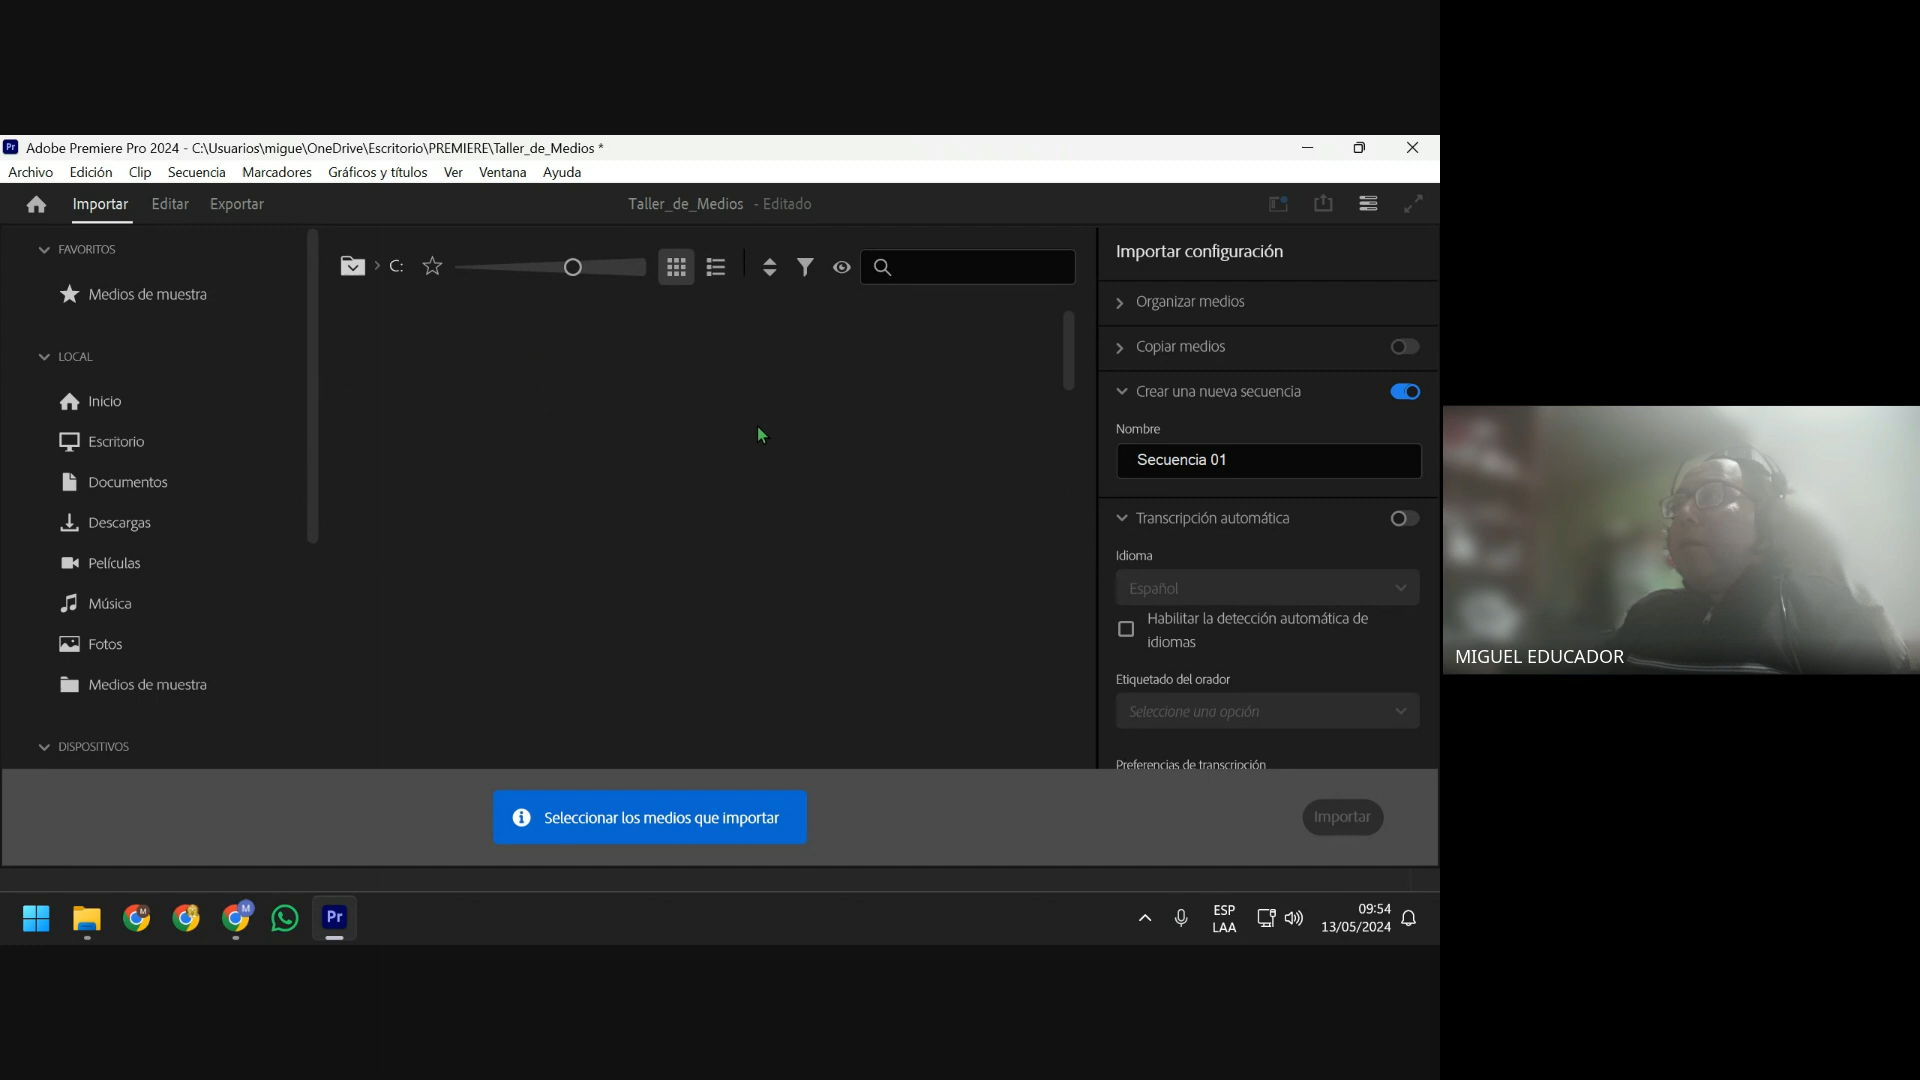 Pr Adobe Premiere Pro 2024 - C:\Usuarios\migue\OneDrive\Escritorio\PREMIERE\Taller_de_Medios *
Archivo Edición Clip Secuencia Marcadores Gráficos y títulos Ver Ventana Ayuda
Importar Editar Exportar Taller_de_Medios - Editado
FAVORITOS
Medios de muestra
LOCAL
Inicio
Escritorio
Documentos
Descargas
Películas
Música
Fotos
Medios de muestra
DISPOSITIVOS
C:
Importar configuración
Organizar medios
Copiar medios
Crear una nueva secuencia
Nombre
Secuencia 01
Transcripción automática
Idioma
Español
Habilitar la detección automática de
idiomas
Etiquetado del orador
Seleccione una opción
Preferencias de transcripción
Seleccionar los medios que importar
Importar
MIGUEL EDUCADOR
M
M
Pr
ESP
LAA
09:54
13/05/2024